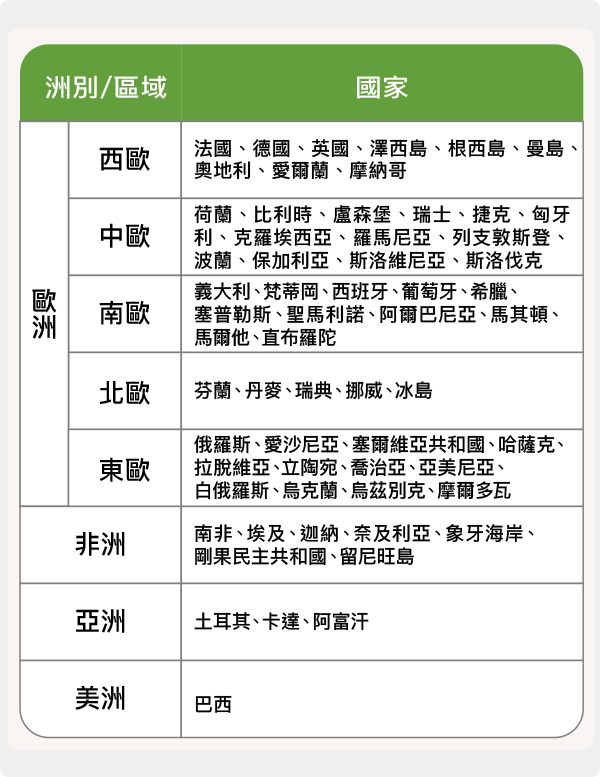 洲別/區域 國家
歐洲
西歐
法國、德國、英國、澤西島、根西島、曼島、
奧地利、愛爾蘭、摩納哥
中歐
荷蘭、比利時、盧森堡、瑞士、捷克、匈牙
利、克羅埃西亞、羅馬尼亞、列支敦斯登、
波蘭、保加利亞、斯洛維尼亞、斯洛伐克
南歐
義大利、梵蒂岡、西班牙、葡萄牙、希臘、
塞普勒斯、聖馬利諾、阿爾巴尼亞、馬其頓、
馬爾他、直布羅陀
北歐
芬蘭、丹麥、瑞典、挪威、冰島
東歐
俄羅斯、愛沙尼亞、塞爾維亞共和國、哈薩克、
拉脫維亞、立陶宛、喬治亞、亞美尼亞、
白俄羅斯、烏克蘭、烏茲別克、摩爾多瓦
非洲
南非、埃及、迦納、奈及利亞、象牙海岸、
剛果民主共和國、留尼旺島
亞洲
土耳其、卡達、阿富汗
美洲
巴西